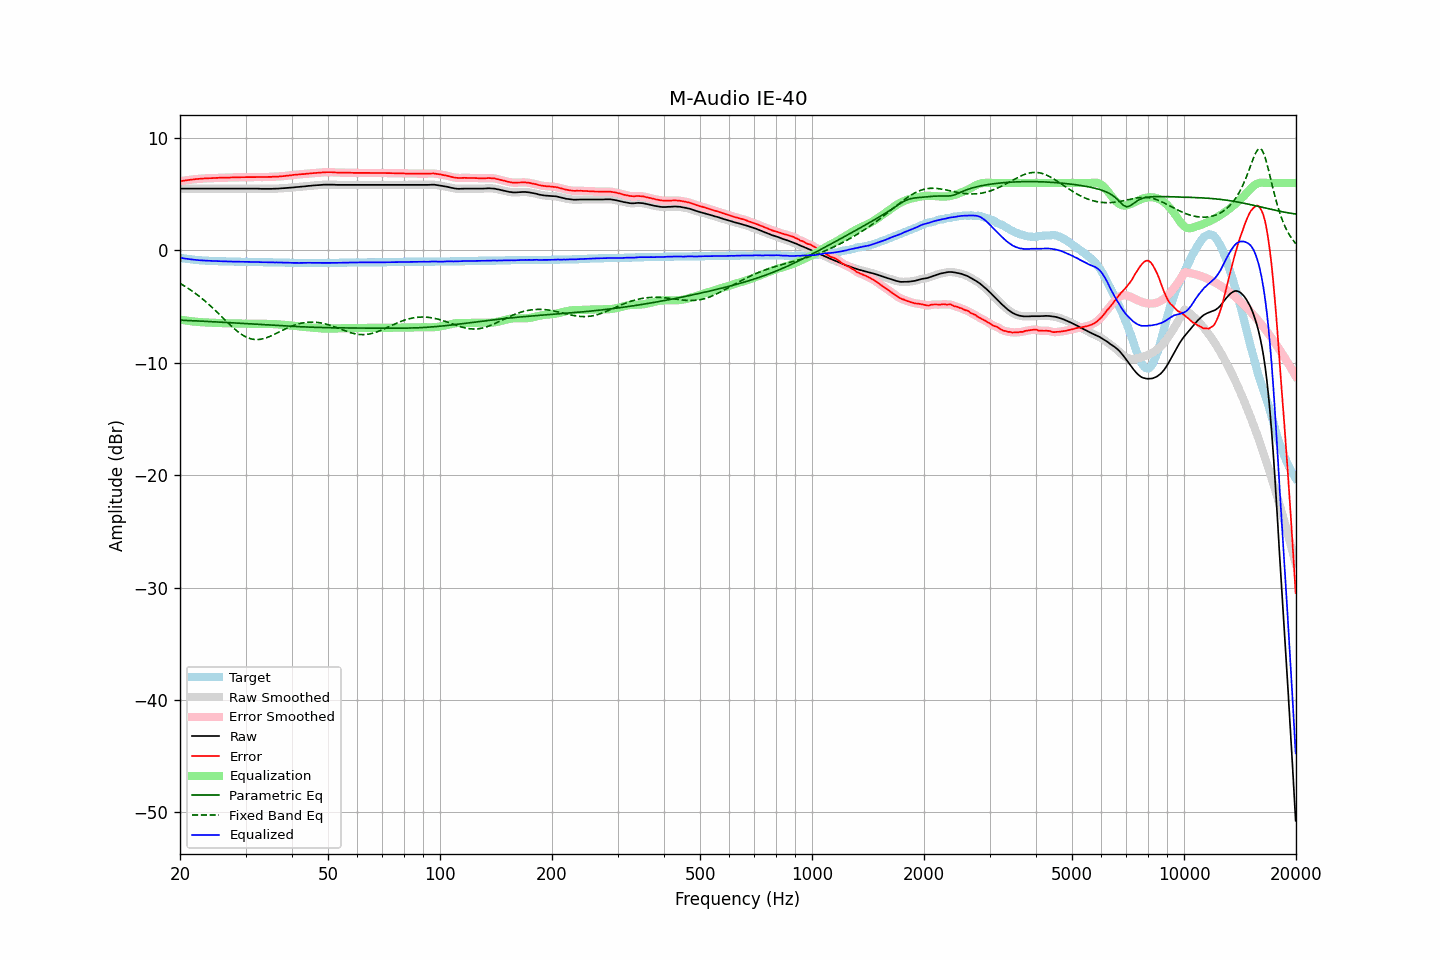 M-Audio IE-40
10
0
−10
−20
−30
−40
−50
Amplitude (dBr)
Target
Raw Smoothed
Error Smoothed
Raw
Error
Equalization
Parametric Eq
Fixed Band Eq
Equalized
20 50 100 200 500 1000 2000 5000 10000 20000
Frequency (Hz)